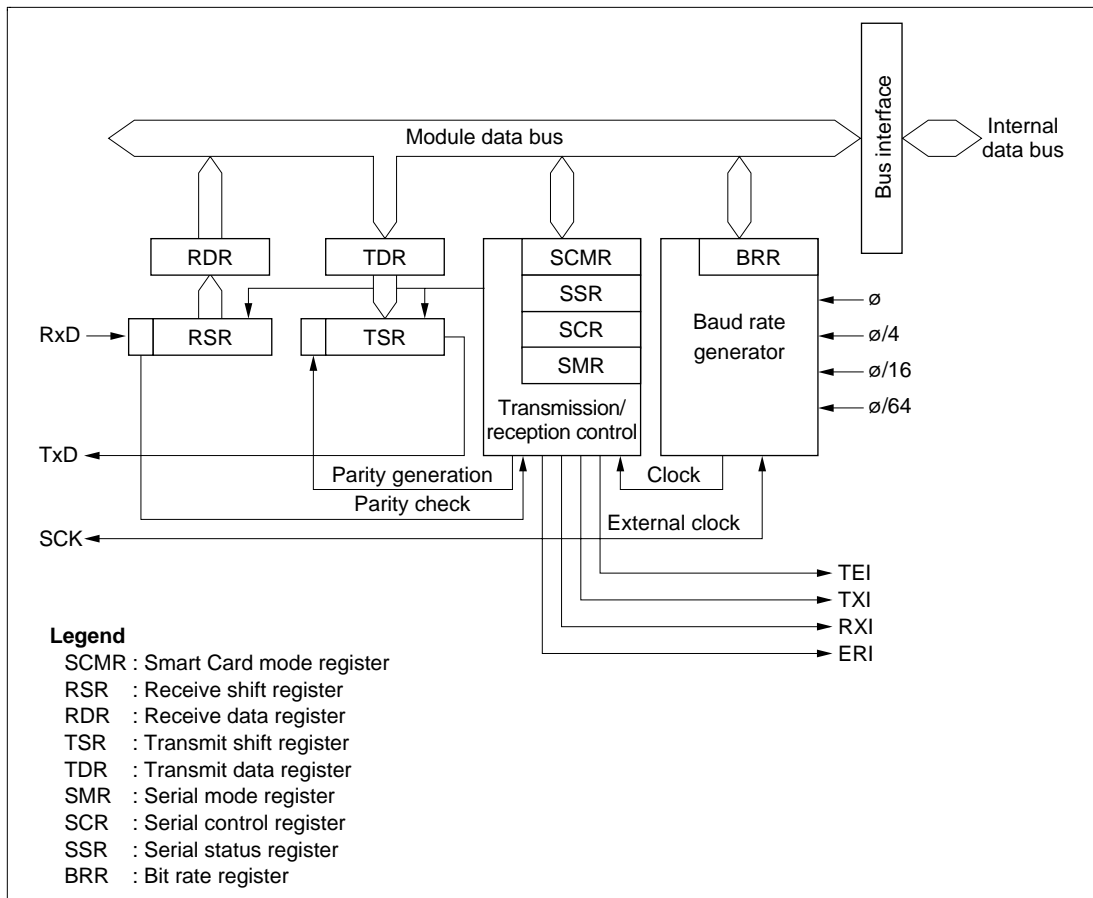 Module data bus
Bus interface
Internal
data bus
RDR
TDR
SCMR
SSR
SCR
SMR
Transmission/
reception control
BRR
Baud rate
generator
ø
ø/4
ø/16
ø/64
RxD
RSR
TSR
TxD
Parity generation
Parity check
Clock
External clock
SCK
TEI
TXI
RXI
ERI
Legend
SCMR : Smart Card mode register
RSR : Receive shift register
RDR : Receive data register
TSR : Transmit shift register
TDR : Transmit data register
SMR : Serial mode register
SCR : Serial control register
SSR : Serial status register
BRR : Bit rate register